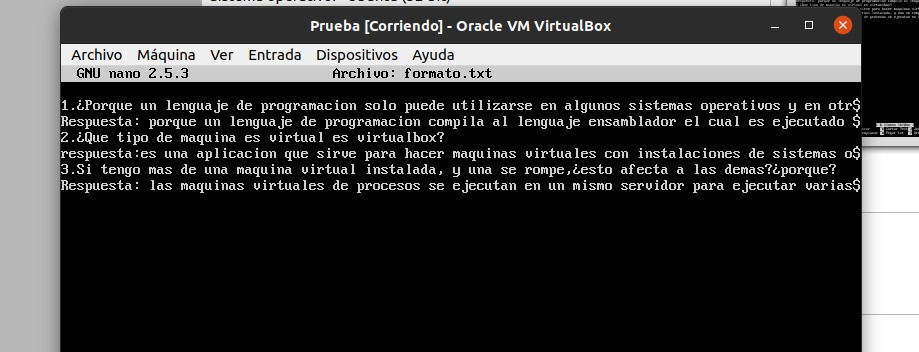 Prueba [Corriendo] - Oracle VM VirtualBox
Archivo Máquina Ver Entrada Dispositivos Ayuda
GNU nano 2.5.3 Archivo: formato.txt
1.¿Porque un lenguaje de programacion solo puede utilizarse en algunos sistemas operativos y en otr$
Respuesta: porque un lenguaje de programacion compila al lenguaje ensamblador el cual es ejecutado $
2.¿Que tipo de maquina es virtual es virtualbox?
respuesta:es una aplicacion que sirve para hacer maquinas virtuales con instalaciones de sistemas o$
3.Si tengo mas de una maquina virtual instalada, y una se rompe,¿esto afecta a las demas?¿porque?
Respuesta: las maquinas virtuales de procesos se ejecutan en un mismo servidor para ejecutar varias$